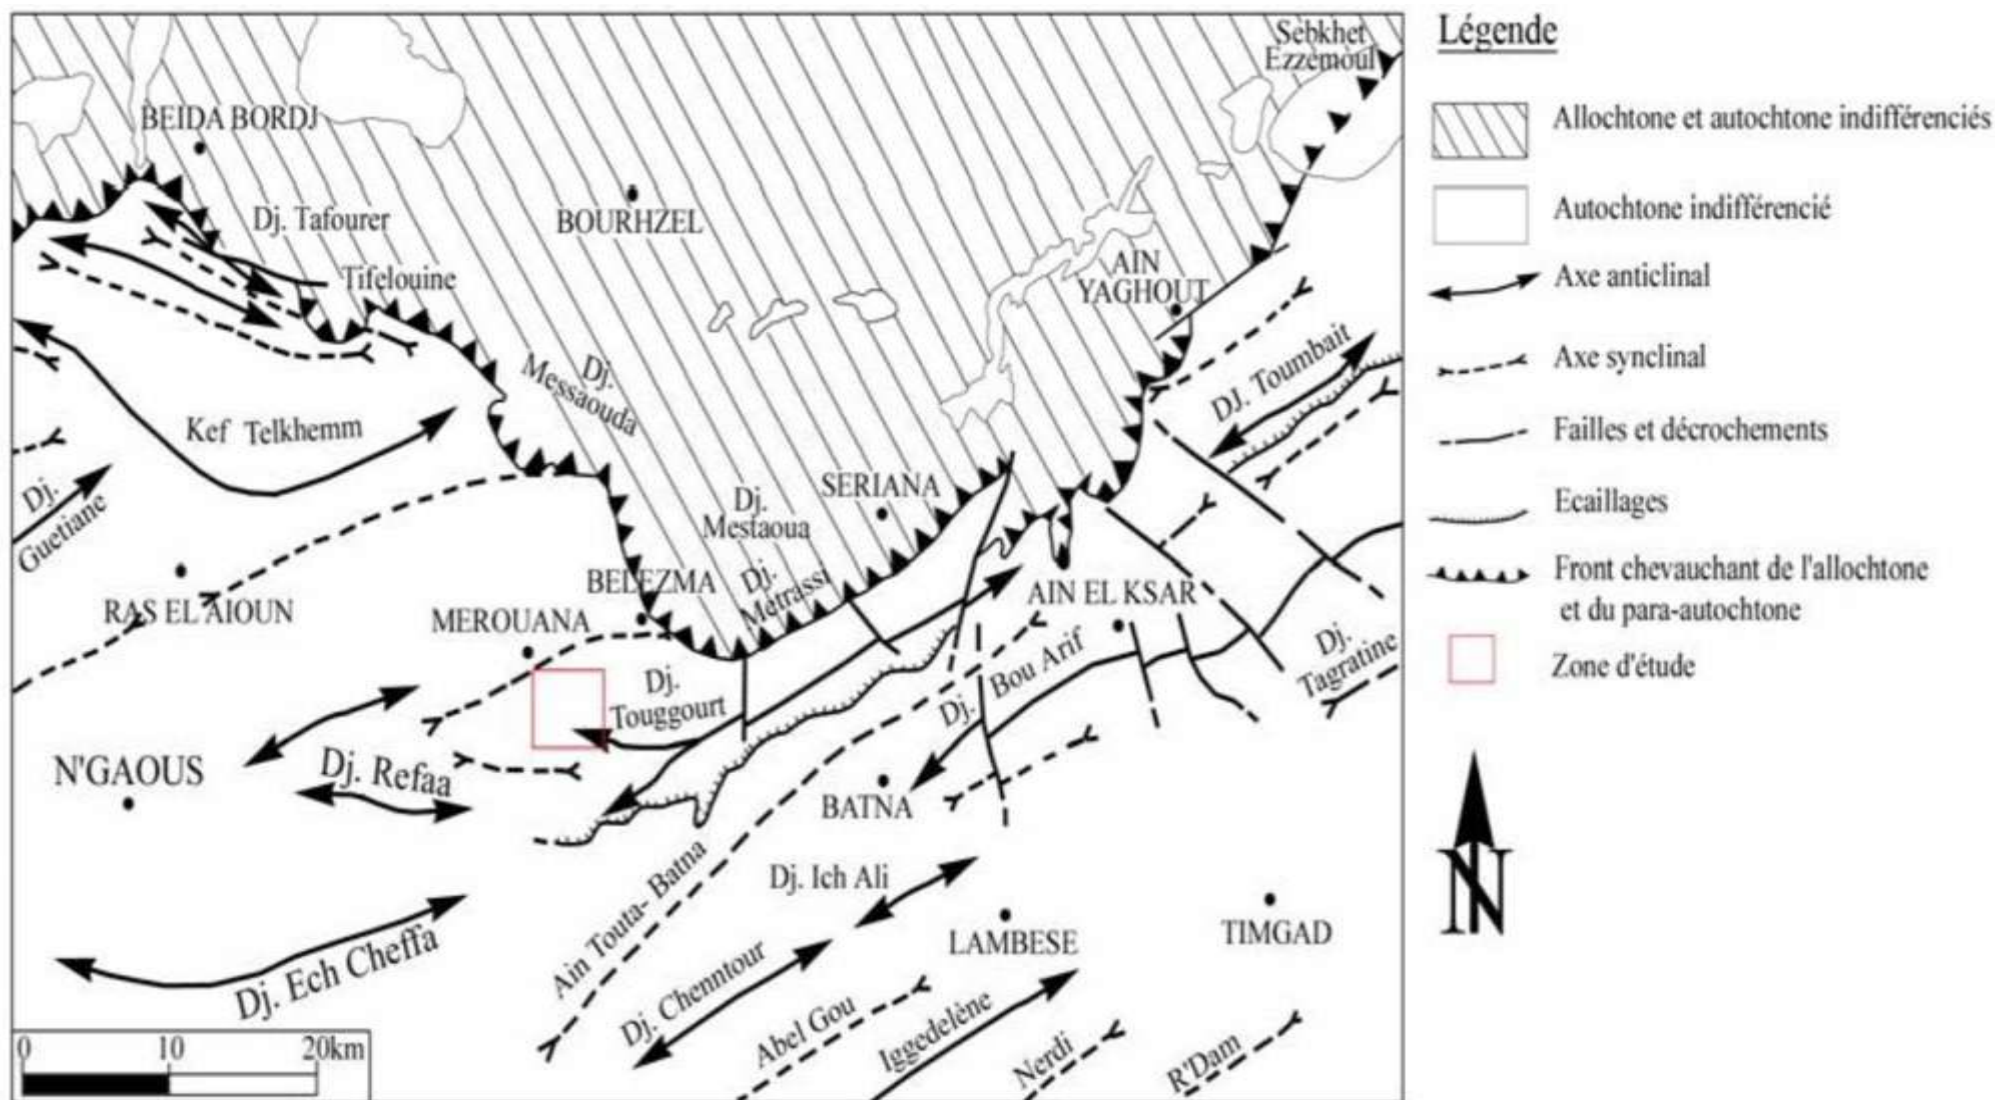 Sebkhet
Ezzemoul
BEIDA BORDJ
Dj. Tafourer
BOURHZEL
Tifelouine
AIN
YAGHOUT
Dj.
Messaouda
DJ. Toumbait
Kef Telkhemm
Dj.
Guetiane
SERIANA
Dj.
Mestaoua
BELEZMA
Dj.
Metrassi
AIN EL KSAR
RAS EL AIOUN
MEROUANA
Dj.
Tagratine
Dj. Bou Arif
Dj.
Touggourt
N'GAOUS
Dj. Refaa
BATNA
Ain Touta- Batna
Dj. Ich Ali
LAMBESE
TIMGAD
Dj. Ech Cheffa
Dj. Chenntour
Abel Gou
Iggedelène
Nerdi
R'Dam
0 10 20km
Légende
Allochtone et autochtone indifférenciés
Autochtone indifférencié
Axe anticlinal
Axe synclinal
Failles et décrochements
Ecaillages
Front chevauchant de l'allochtone
et du para-autochtone
Zone d'étude
N